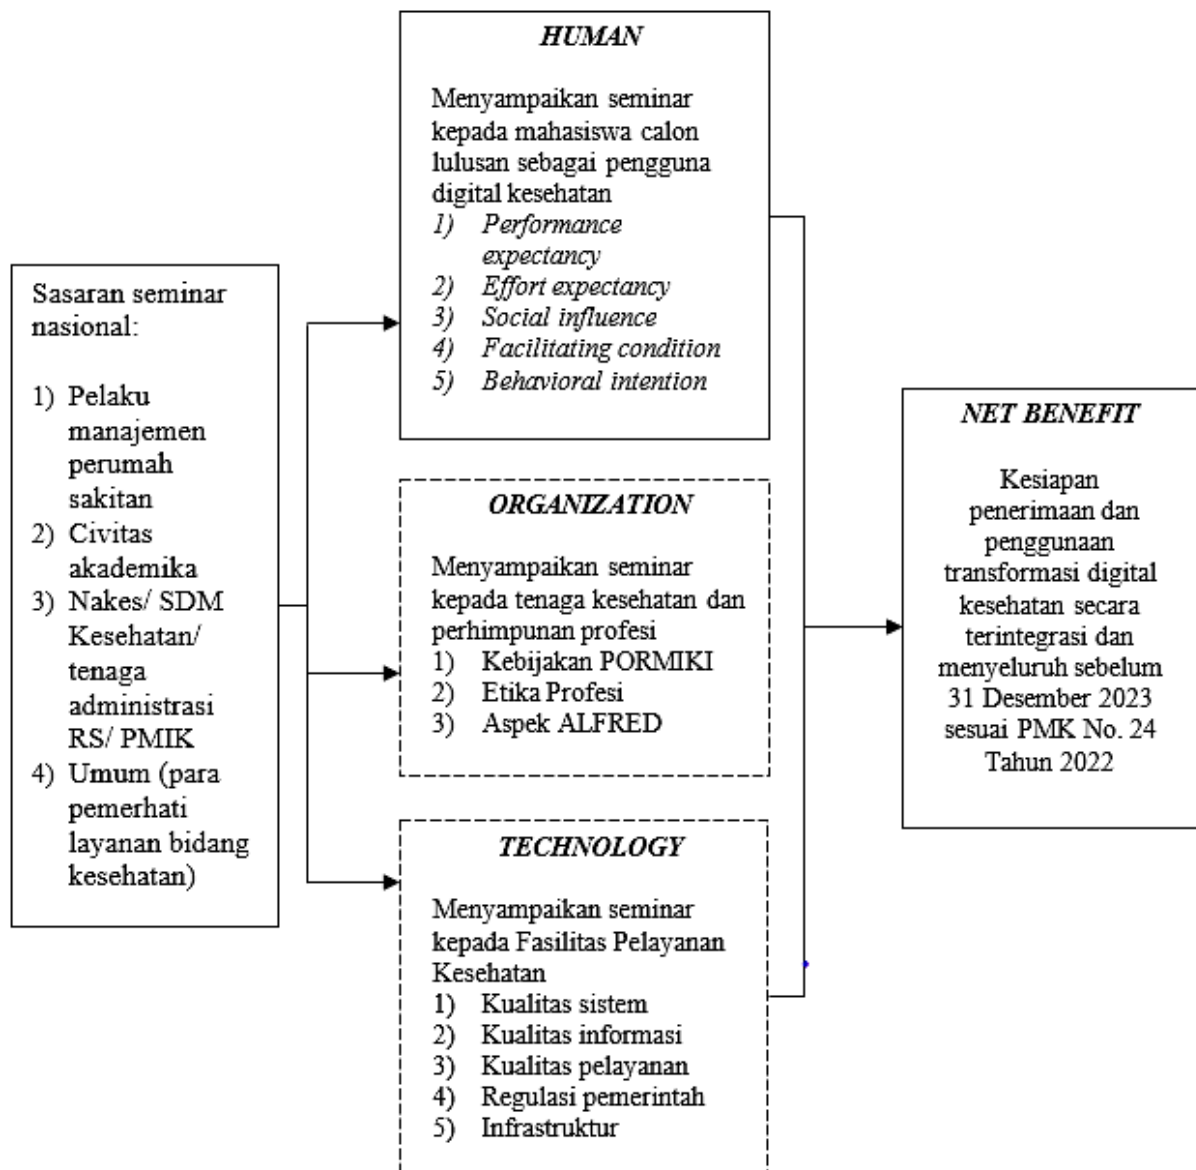 Sasaran seminar
nasional:
1) Pelaku
manajemen
perumah
sakitan
2) Civitas
akademika
3) Nakes/ SDM
Kesehatan/
tenaga
administrasi
RS/ PMIK
4) Umum (para
pemerhati
layanan bidang
kesehatan)
HUMAN
Menyampaikan seminar
kepada mahasiswa calon
lulusan sebagai pengguna
digital kesehatan
1) Performance
expectancy
2) Effort expectancy
3) Social influence
4) Facilitating condition
5) Behavioral intention
ORGANIZATION
Menyampaikan seminar
kepada tenaga kesehatan dan
perhimpunan profesi
1) Kebijakan PORMIKI
2) Etika Profesi
3) Aspek ALFRED
TECHNOLOGY
Menyampaikan seminar
kepada Fasilitas Pelayanan
Kesehatan
1) Kualitas sistem
2) Kualitas informasi
3) Kualitas pelayanan
4) Regulasi pemerintah
5) Infrastruktur
NET BENEFIT
Kesiapan
penerimaan dan
penggunaan
transformasi digital
kesehatan secara
terintegrasi dan
menyeluruh sebelum
31 Desember 2023
sesuai PMK No. 24
Tahun 2022